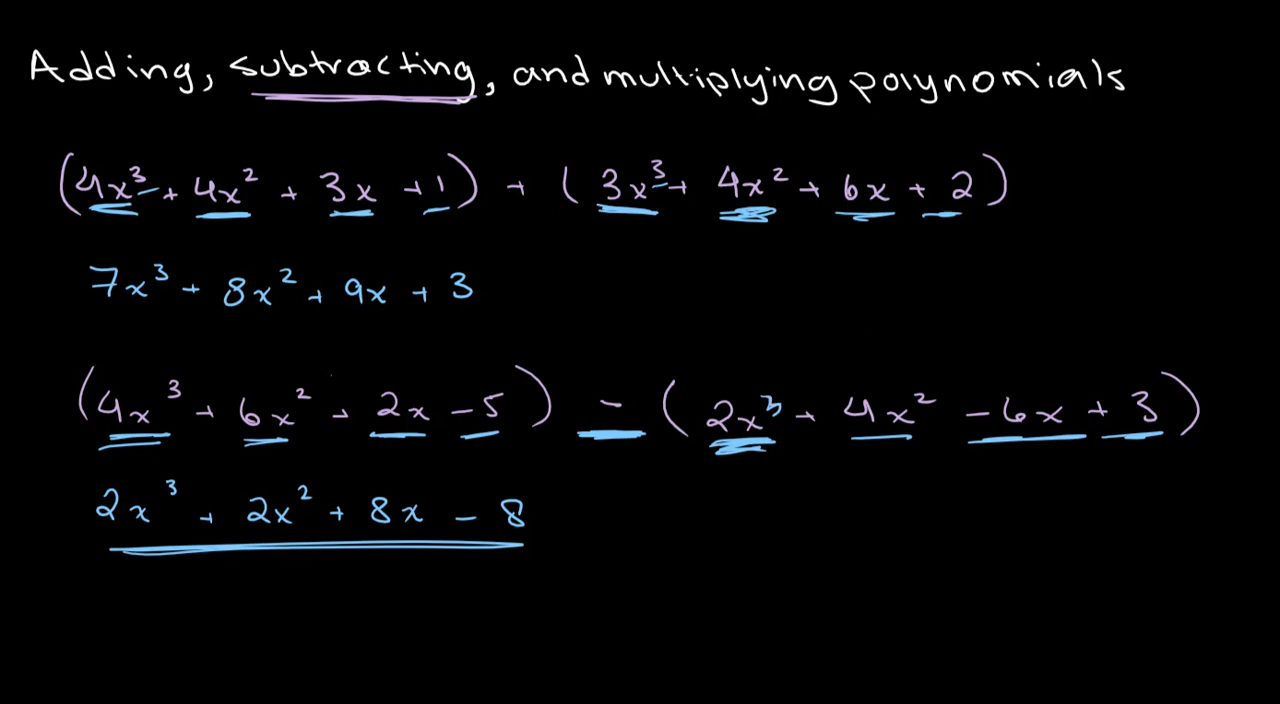 Adding, subtracting, and multiplying polynomials
(4x³ + 4x² + 3x + 1) + (3x³ + 4x² + 6x + 2)
7x³ + 8x² + 9x + 3
(4x³ + 6x² + 2x - 5) - (2x³ + 4x² - 6x + 3)
2x³ + 2x² + 8x - 8